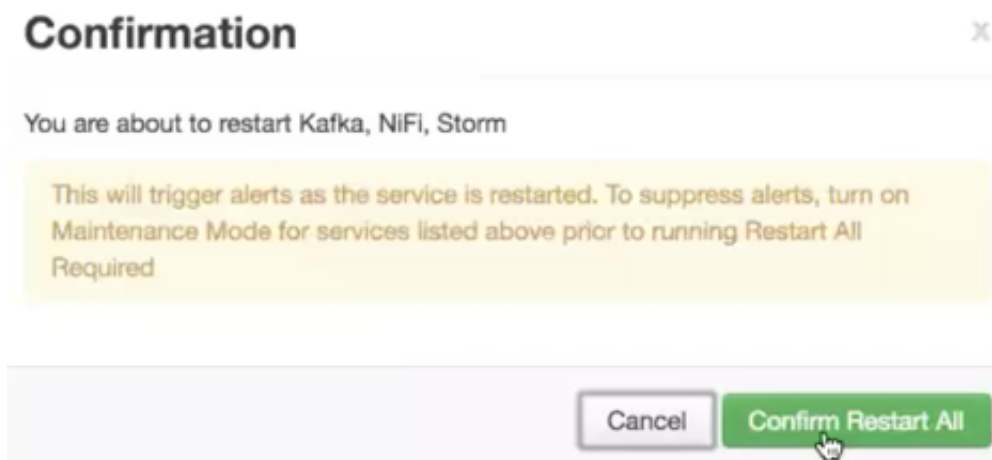 Confirmation
x
You are about to restart Kafka, NiFi, Storm
This will trigger alerts as the service is restarted. To suppress alerts, turn on
Maintenance Mode for services listed above prior to running Restart All
Required
Cancel
Confirm Restart All